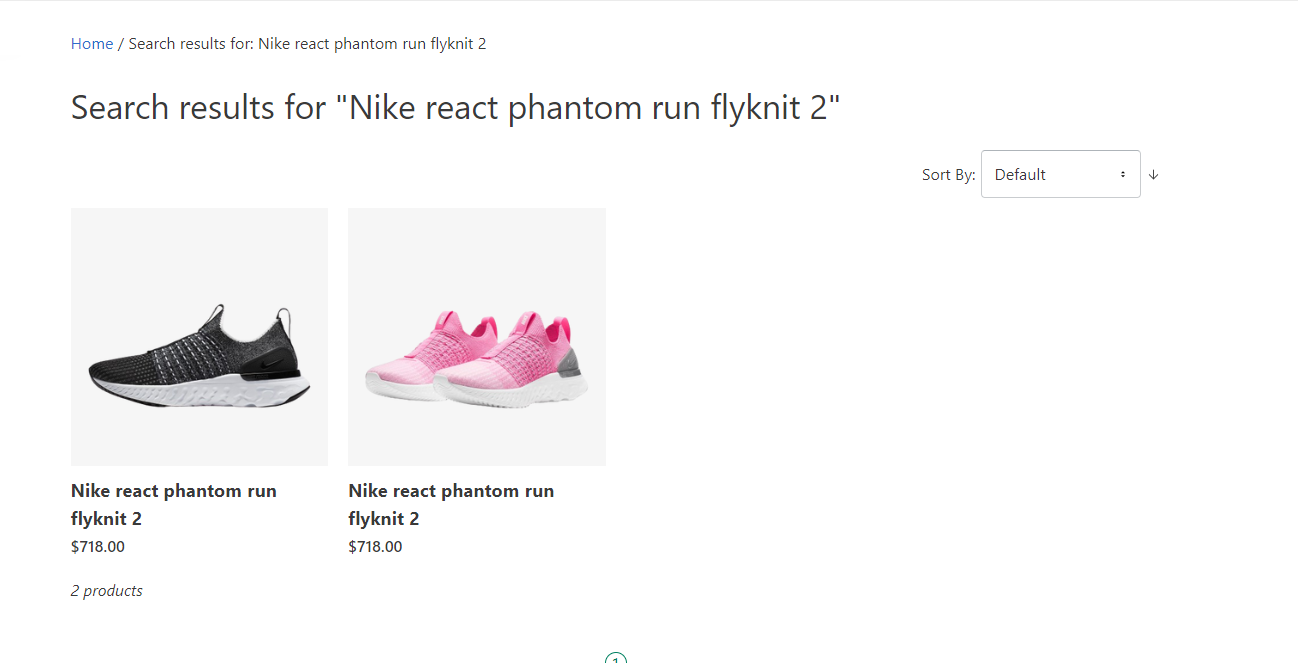 Home / Search results for: Nike react phantom run flyknit 2
Search results for "Nike react phantom run flyknit 2"
Sort By: Default
Nike react phantom run
flyknit 2
$718.00
Nike react phantom run
flyknit 2
$718.00
2 products
1